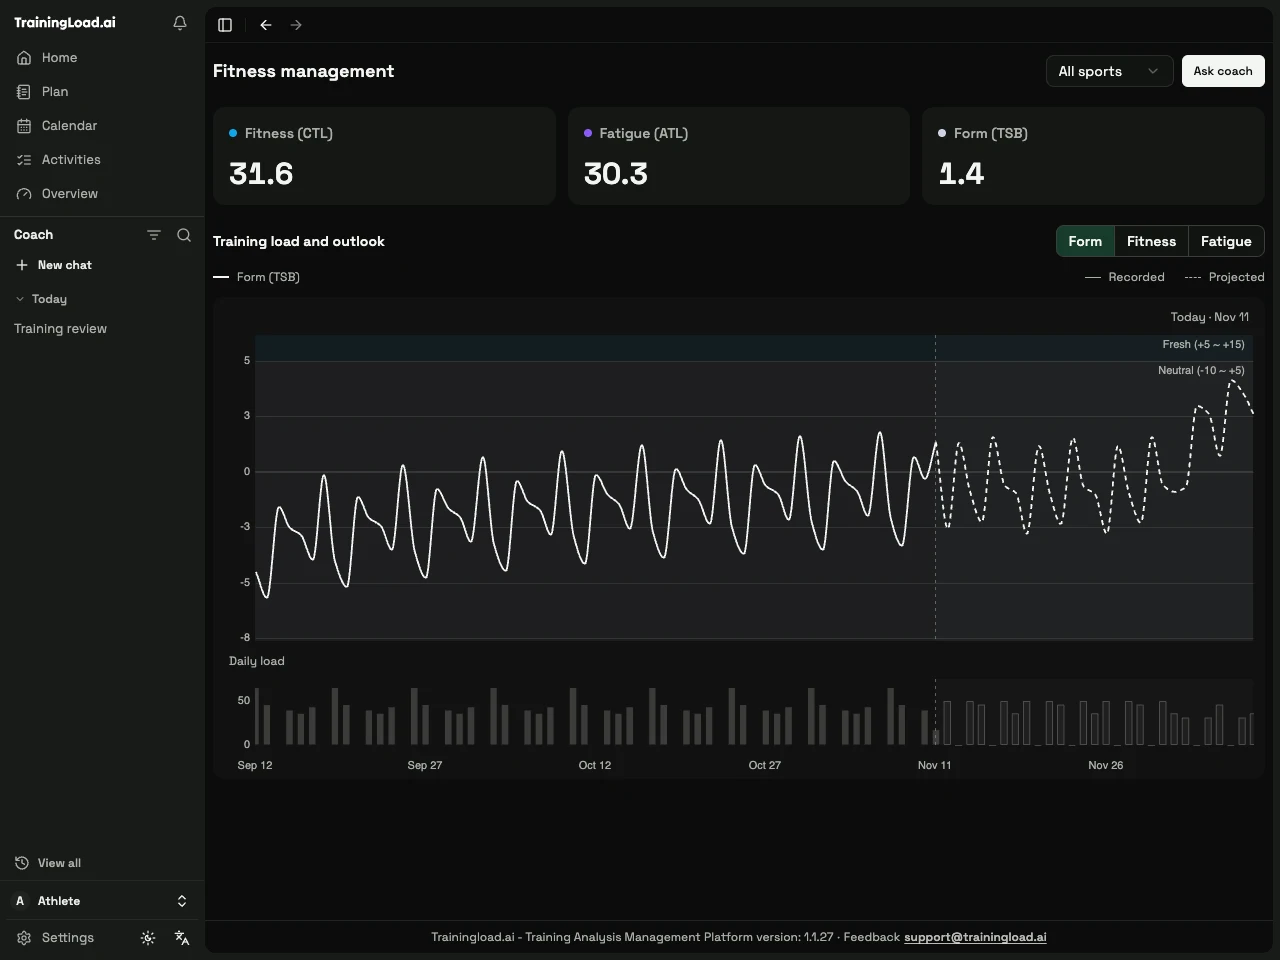 TrainingLoad.ai
Home
Plan
Calendar
Activities
Overview
Coach
New chat
Today
Training review
View all
A Athlete
Settings
Fitness management
All sports
Ask coach
Fitness (CTL)
31.6
Fatigue (ATL)
30.3
Form (TSB)
1.4
Training load and outlook
Form Fitness Fatigue
Form (TSB)
Recorded Projected
Today · Nov 11
Fresh (+5 ~ +15)
5
Neutral (-10 ~ +5)
3
0
-3
-5
-8
Daily load
50
0
Sep 12 Sep 27 Oct 12 Oct 27 Nov 11 Nov 26
Trainingload.ai - Training Analysis Management Platform version: 1.1.27 · Feedback support@trainingload.ai